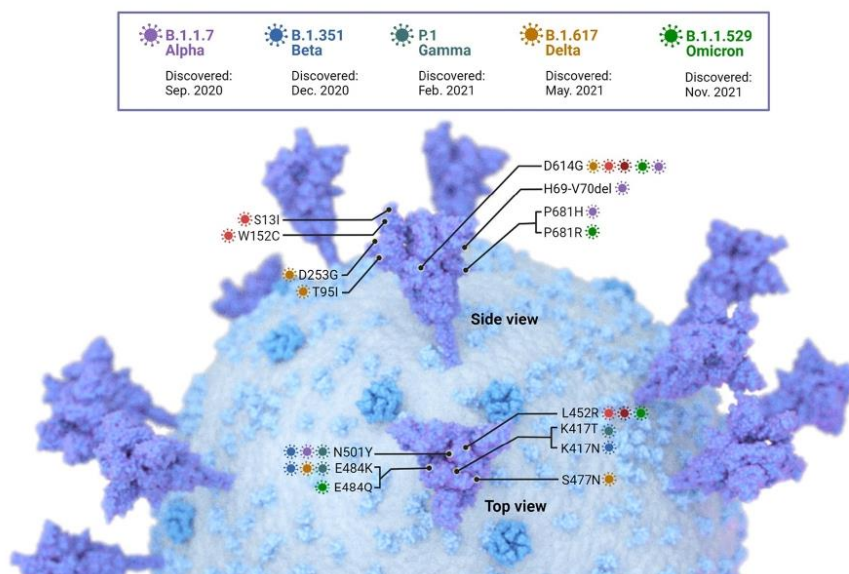 B.1.1.7
Alpha
Discovered:
Sep. 2020
B.1.351
Beta
Discovered:
Dec. 2020
P.1
Gamma
Discovered:
Feb. 2021
B.1.617
Delta
Discovered:
May. 2021
B.1.1.529
Omicron
Discovered:
Nov. 2021
D614G
H69-V70del
S13I
P681H
W152C
P681R
D253G
T95I
Side view
L452R
K417T
N501Y
K417N
E484K
E484Q
S477N
Top view